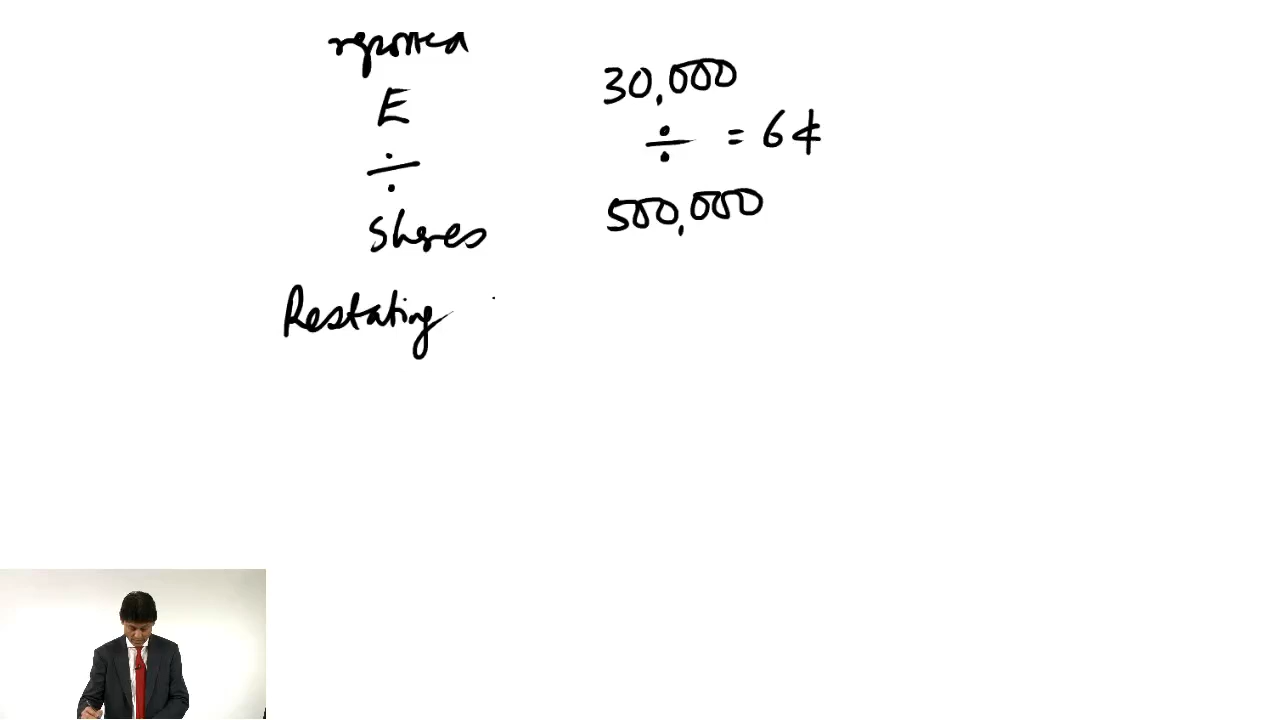 reported
E 30,000
÷ ÷ = 6¢
Shares 500,000
Restating